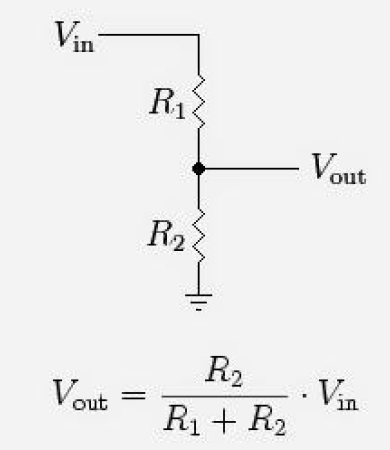 V_in
R_1
V_out
R_2
V_out = R_2 / (R_1 + R_2) · V_in